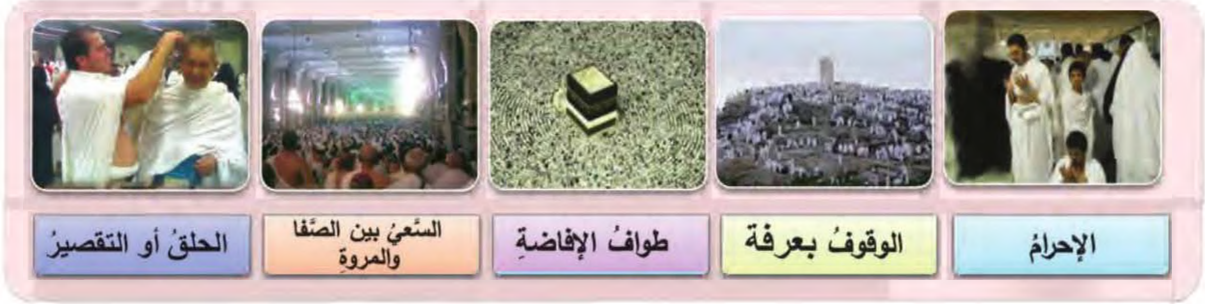 الإحرامُ
الوقوفُ بعرفة
طوافُ الإفاضةِ
السَّعيُ بين الصَّفا
والمروةِ
الحلقُ أو التقصيرُ